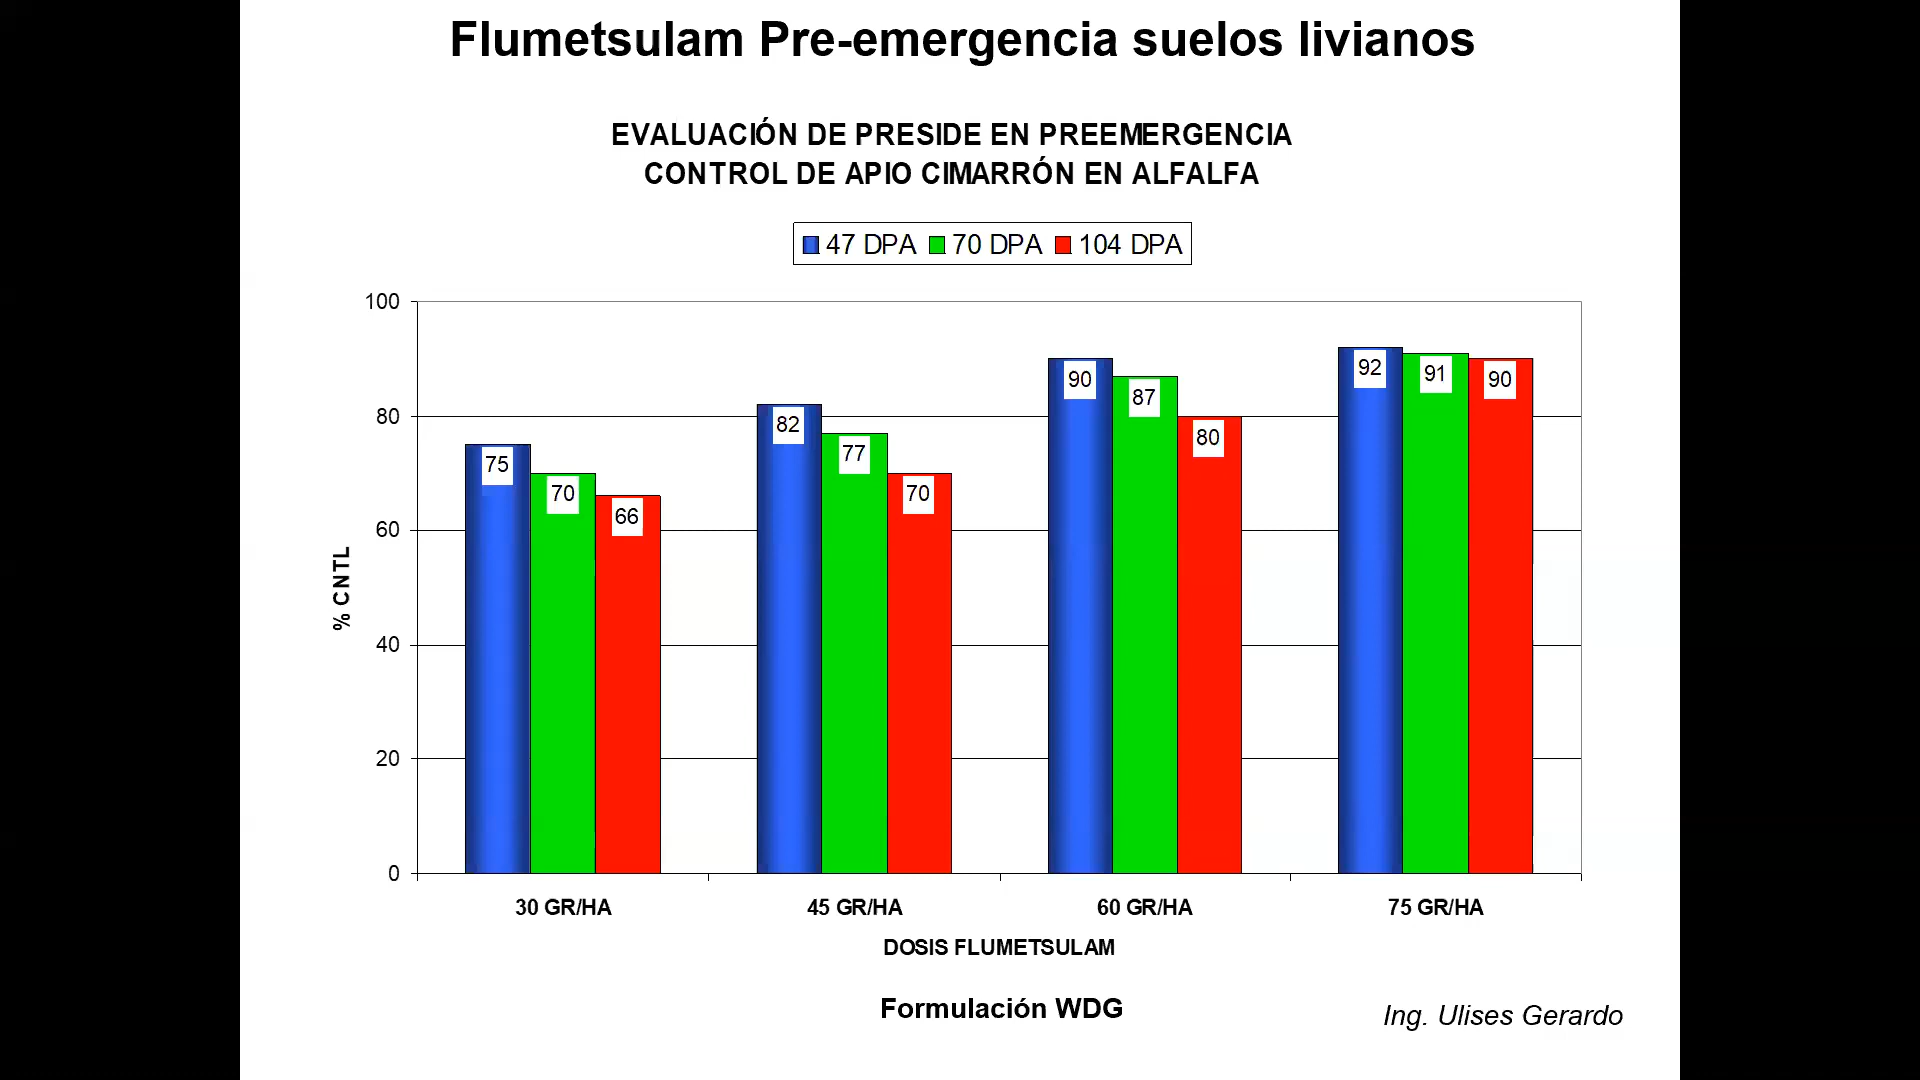 Flumetsulam Pre-emergencia suelos livianos
EVALUACIÓN DE PRESIDE EN PREEMERGENCIA
CONTROL DE APIO CIMARRÓN EN ALFALFA
47 DPA 70 DPA 104 DPA
100
80
60
40
20
0
% CNTL
75 70 66
82 77 70
90 87 80
92 91 90
30 GR/HA 45 GR/HA 60 GR/HA 75 GR/HA
DOSIS FLUMETSULAM
Formulación WDG
Ing. Ulises Gerardo